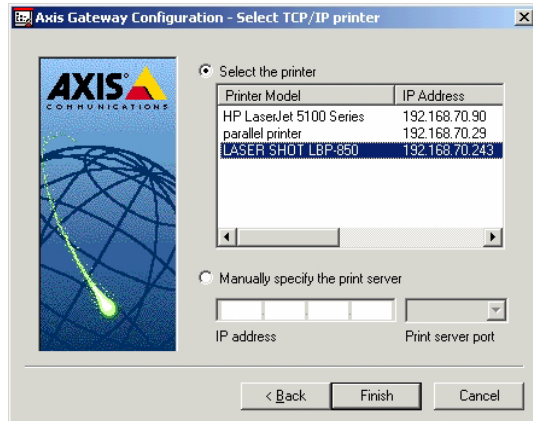 Axis Gateway Configuration - Select TCP/IP printer
AXIS
COMMUNICATIONS
Select the printer
Printer Model IP Address
HP LaserJet 5100 Series 192.168.70.90
parallel printer 192.168.70.29
LASER SHOT LBP-850 192.168.70.243
Manually specify the print server
IP address Print server port
< Back Finish Cancel